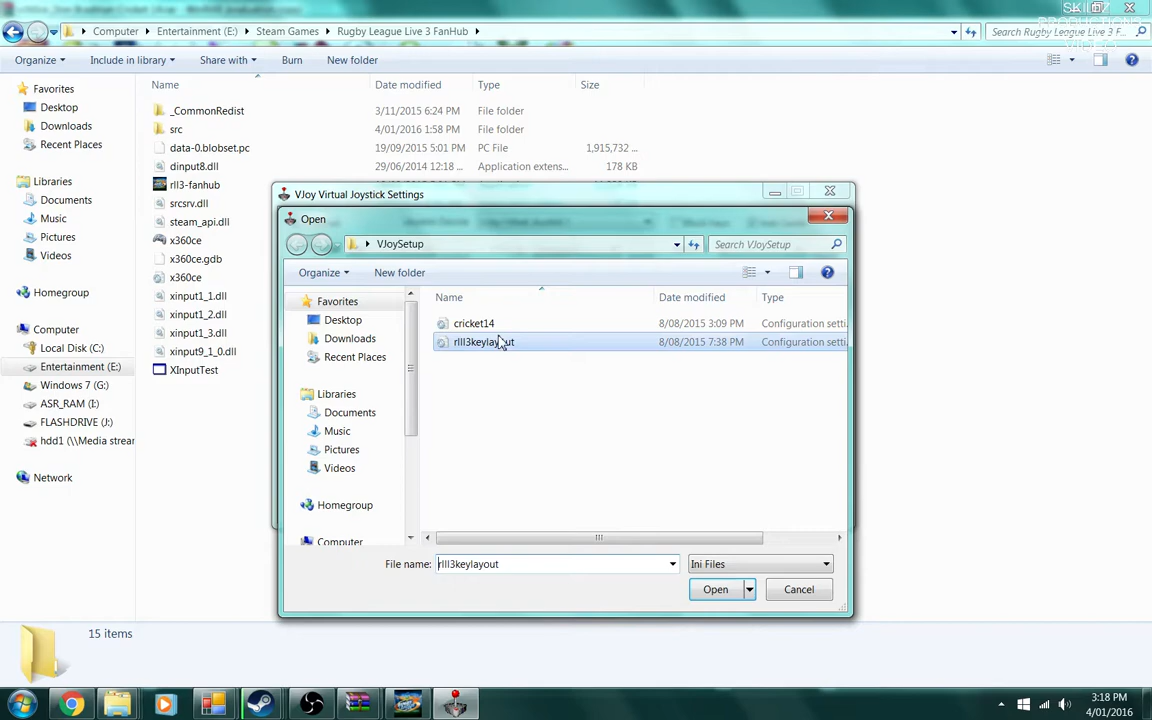 SKILLZ
PRODUCTIONZ
VIDEO
Computer
Entertainment (E:)
Steam Games
Rugby League Live 3 FanHub
Search Rugby League Live 3 F...
Organize
Include in library
Share with
Burn
New folder
Name
Date modified
Type
Size
Favorites
Desktop
Downloads
Recent Places
Libraries
Documents
Music
Pictures
Videos
Homegroup
Computer
Local Disk (C:)
Entertainment (E:)
Windows 7 (G:)
ASR_RAM (I:)
FLASHDRIVE (J:)
hdd1 (\\Media strear
Network
_CommonRedist 3/11/2015 6:24 PM File folder
src 4/01/2016 1:58 PM File folder
data-0.blobset.pc 19/09/2015 5:01 PM PC File 1,915,732 ...
dinput8.dll 29/06/2014 12:18 ... Application extens... 178 KB
rll3-fanhub
srcsrv.dll
steam_api.dll
x360ce
x360ce.gdb
x360ce
xinput1_1.dll
xinput1_2.dll
xinput1_3.dll
xinput9_1_0.dll
XInputTest
VJoy Virtual Joystick Settings
Open
VJoySetup
Search VJoySetup
Organize
New folder
Favorites
Desktop
Downloads
Recent Places
Libraries
Documents
Music
Pictures
Videos
Homegroup
Computer
Name Date modified Type
cricket14 8/08/2015 3:09 PM Configuration setti...
rlll3keylayout 8/08/2015 7:38 PM Configuration setti...
File name: rlll3keylayout
Ini Files
Open
Cancel
15 items
3:18 PM
4/01/2016